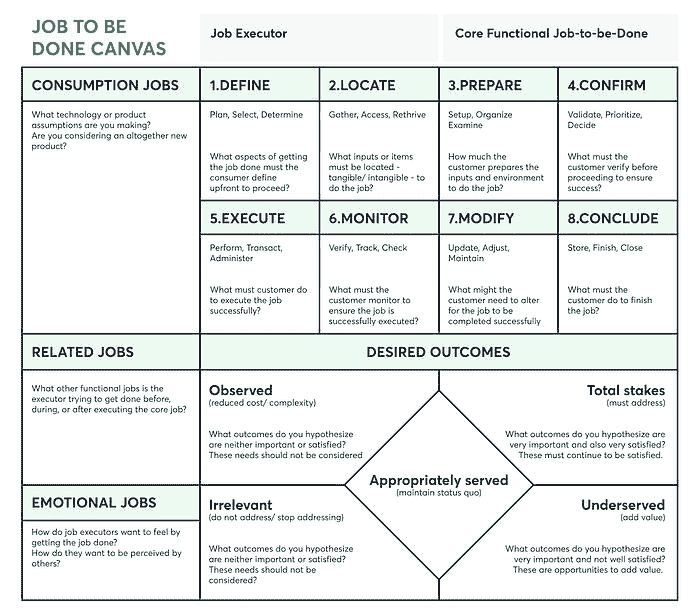 JOB TO BE
DONE CANVAS
Job Executor
Core Functional Job-to-be-Done
CONSUMPTION JOBS
What technology or product
assumptions are you making?
Are you considering an altogether new
product?
1.DEFINE
Plan, Select, Determine
What aspects of getting
the job done must the
consumer define
upfront to proceed?
2.LOCATE
Gather, Access, Rethrive
What inputs or items
must be located -
tangible/ intangible - to
do the job?
3.PREPARE
Setup, Organize
Examine
How much the
customer prepares the
inputs and environment
to do the job?
4.CONFIRM
Validate, Prioritize,
Decide
What must the
customer verify before
proceeding to ensure
success?
5.EXECUTE
Perform, Transact,
Administer
What must customer do
to execute the job
successfully?
6.MONITOR
Verify, Track, Check
What must the
customer monitor to
ensure the job is
successfully executed?
7.MODIFY
Update, Adjust,
Maintain
What might the
customer need to alter
for the job to be
completed successfully
8.CONCLUDE
Store, Finish, Close
What must the
customer do to finish
the job?
RELATED JOBS
What other functional jobs is the
executor trying to get done before,
during, or after executing the core job?
EMOTIONAL JOBS
How do job executors want to feel by
getting the job done?
How do they want to be perceived by
others?
DESIRED OUTCOMES
Observed
(reduced cost/ complexity)
What outcomes do you hypothesize
are neither important or satisfied?
These needs should not be considered
Total stakes
(must address)
What outcomes do you hypothesize are
very important and also very satisfied?
These must continue to be satisfied.
Appropriately served
(maintain status quo)
Irrelevant
(do not address/ stop addressing)
What outcomes do you hypothesize
are neither important or satisfied?
These needs should not be
considered?
Underserved
(add value)
What outcomes do you hypothesize are
very important and not well satisfied?
These are opportunities to add value.